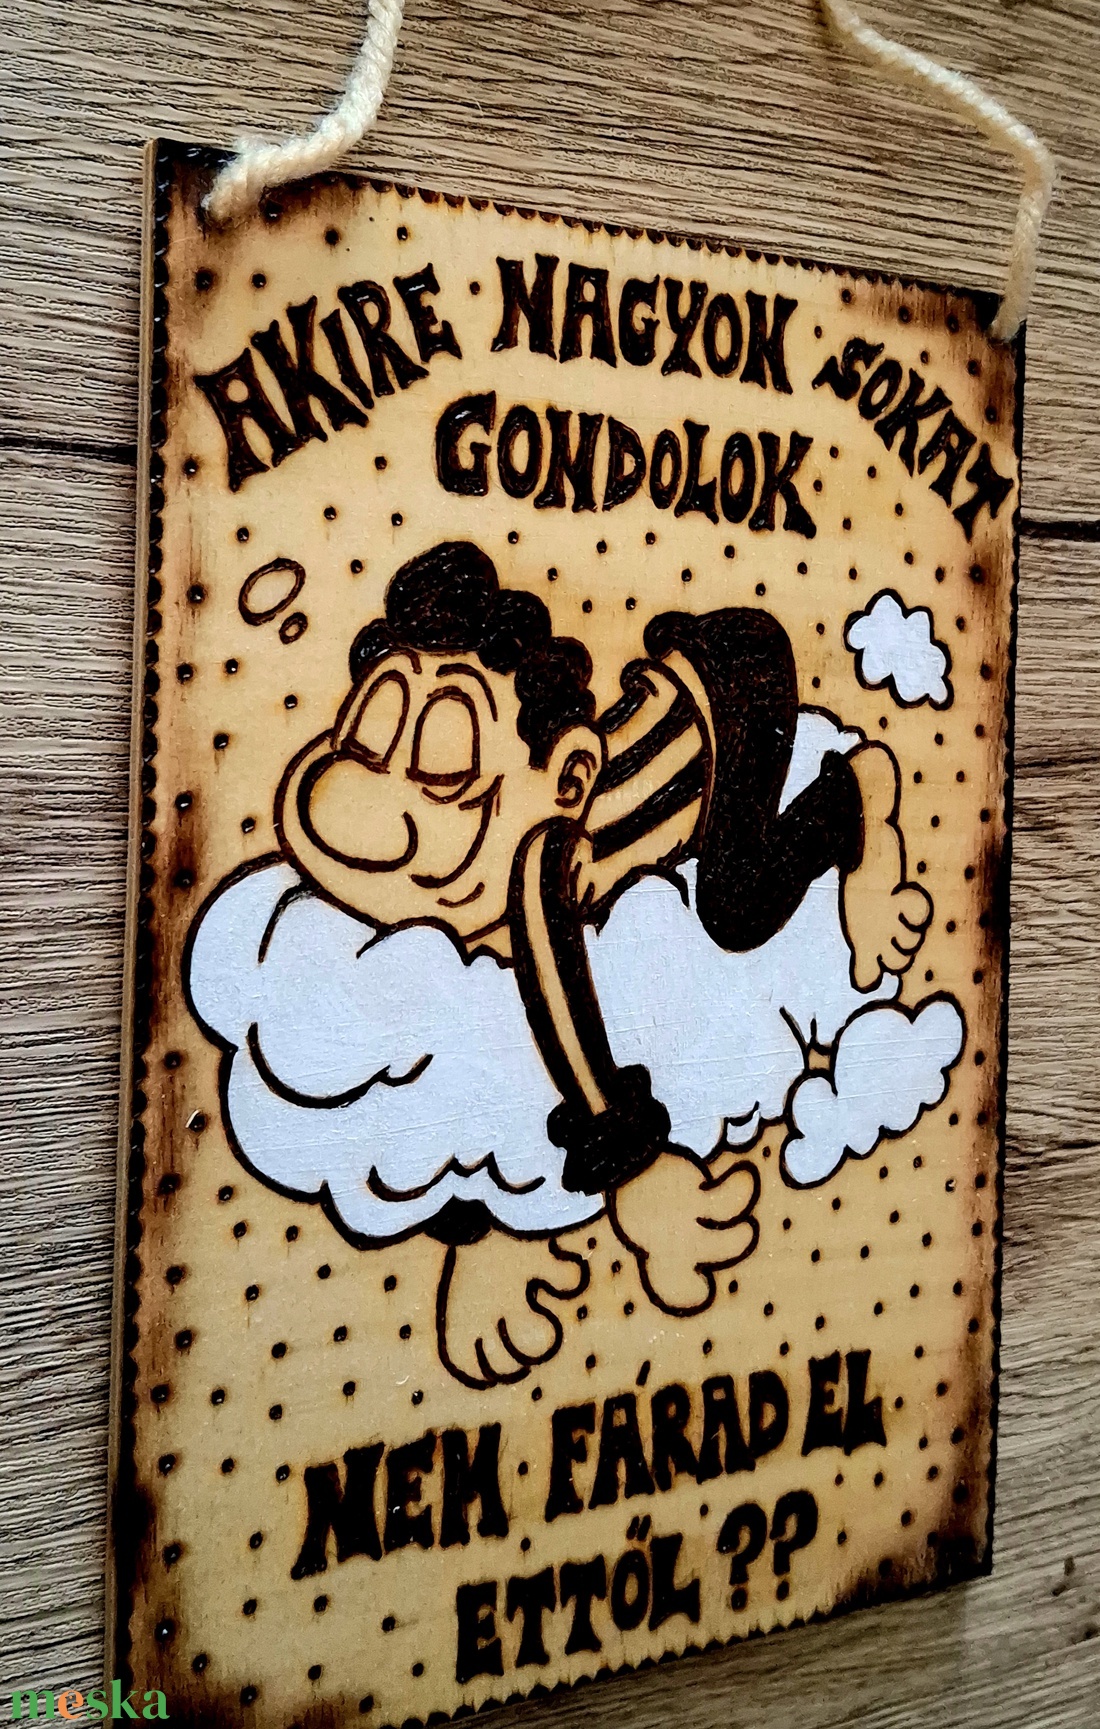 AKIRE NAGYON SOKAT
GONDOLOK
NEM FÁRAD EL
ETTŐL ??
meska